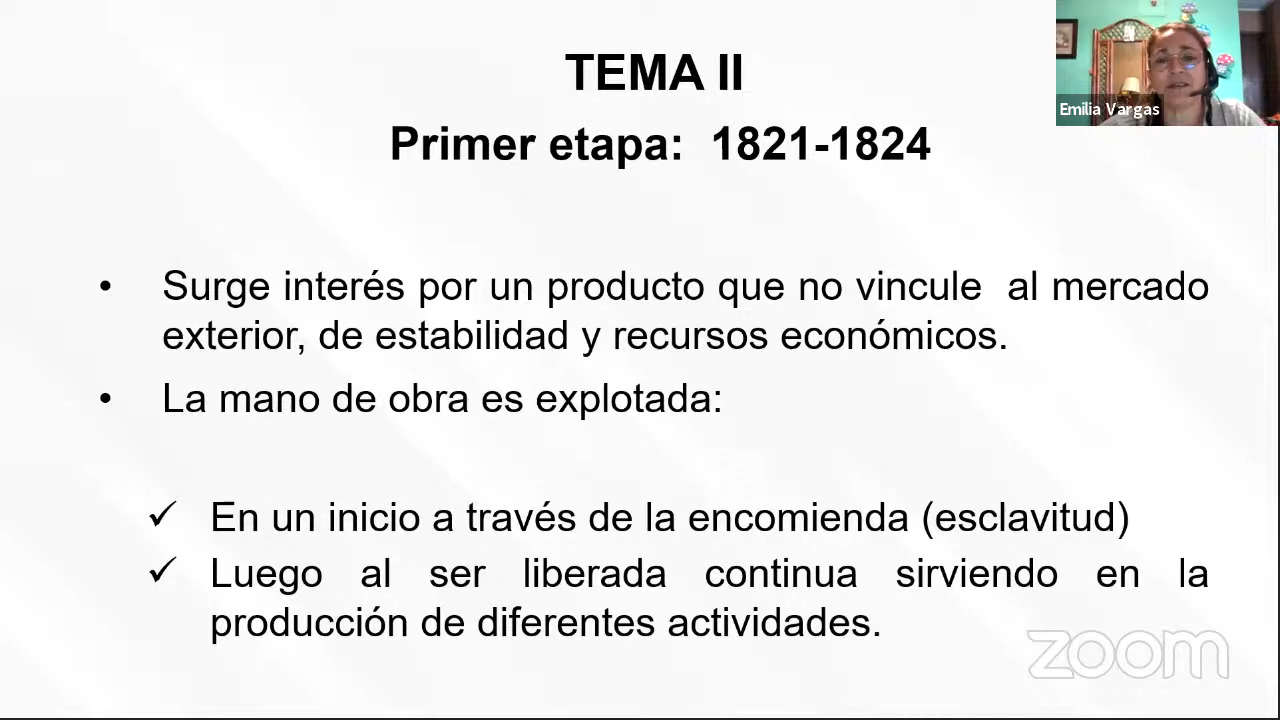 TEMA II
Primer etapa:  1821-1824
Emilia Vargas
• Surge interés por un producto que no vincule  al mercado
exterior, de estabilidad y recursos económicos.
• La mano de obra es explotada:
✓ En un inicio a través de la encomienda (esclavitud)
✓ Luego al ser liberada continua sirviendo en la
producción de diferentes actividades.
zoom